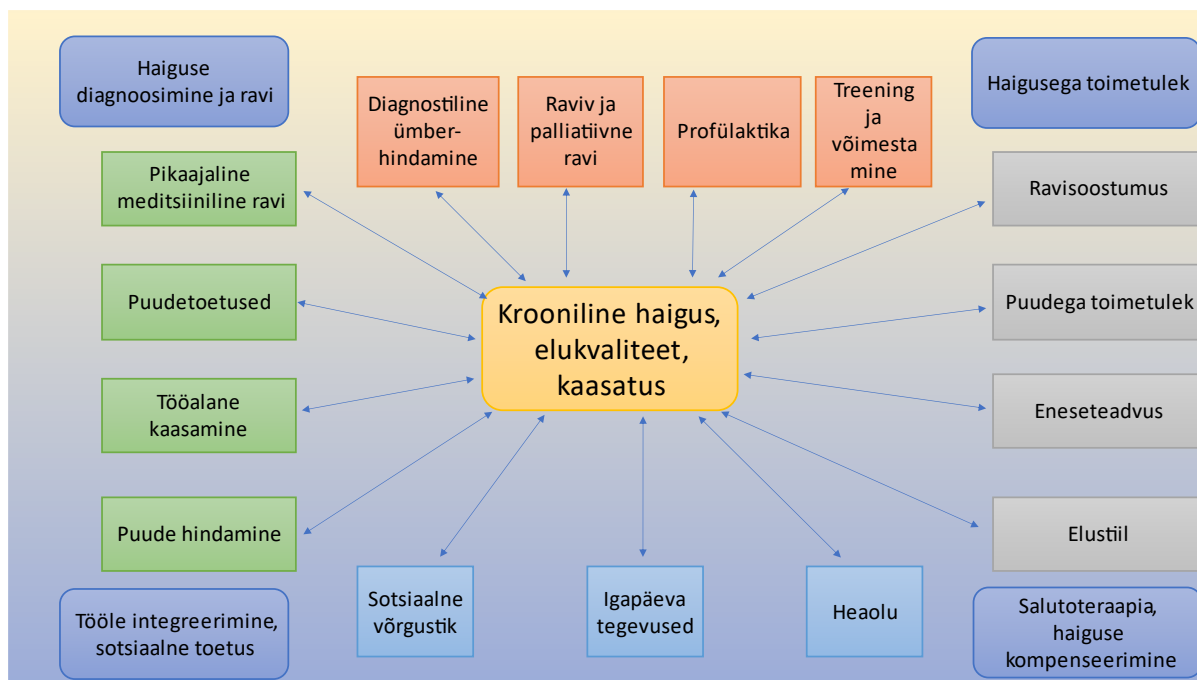 Haiguse
diagnoosimine ja ravi
Diagnostiline
ümber-
hindamine
Raviv ja
palliatiivne
ravi
Profülaktika
Treening
ja
võimesta
mine
Haigusega toimetulek
Pikaajaline
meditsiiniline ravi
Puudetoetused
Tööalane
kaasamine
Puude hindamine
Krooniline haigus,
elukvaliteet,
kaasatus
Ravisoostumus
Puudega toimetulek
Eneseteadvus
Elustiil
Tööle integreerimine,
sotsiaalne toetus
Sotsiaalne
võrgustik
Igapäeva
tegevused
Heaolu
Salutoteraapia,
haiguse
kompenseerimine